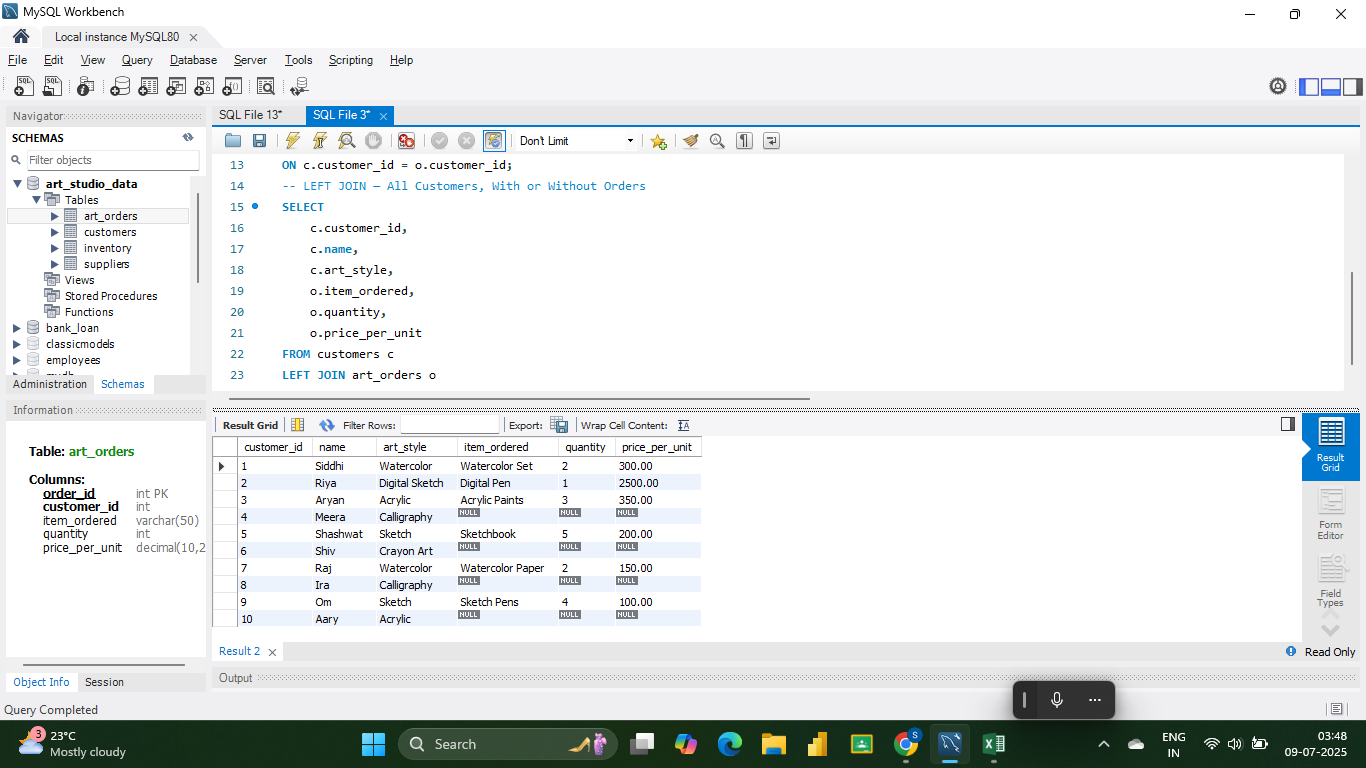 MySQL Workbench
Local instance MySQL80
File Edit View Query Database Server Tools Scripting Help
Navigator
SCHEMAS
Filter objects
art_studio_data
Tables
art_orders
customers
inventory
suppliers
Views
Stored Procedures
Functions
bank_loan
classicmodels
employees
Administration Schemas
Information
Table: art_orders
Columns:
order_id int PK
customer_id int
item_ordered varchar(50)
quantity int
price_per_unit decimal(10,2
Object Info Session
SQL File 13* SQL File 3*
Don't Limit
13 ON c.customer_id = o.customer_id;
14 -- LEFT JOIN – All Customers, With or Without Orders
15 SELECT
16 c.customer_id,
17 c.name,
18 c.art_style,
19 o.item_ordered,
20 o.quantity,
21 o.price_per_unit
22 FROM customers c
23 LEFT JOIN art_orders o
Result Grid Filter Rows: Export: Wrap Cell Content:
customer_id name art_style item_ordered quantity price_per_unit
1 Siddhi Watercolor Watercolor Set 2 300.00
2 Riya Digital Sketch Digital Pen 1 2500.00
3 Aryan Acrylic Acrylic Paints 3 350.00
4 Meera Calligraphy NULL NULL NULL
5 Shashwat Sketch Sketchbook 5 200.00
6 Shiv Crayon Art NULL NULL NULL
7 Raj Watercolor Watercolor Paper 2 150.00
8 Ira Calligraphy NULL NULL NULL
9 Om Sketch Sketch Pens 4 100.00
10 Aary Acrylic NULL NULL NULL
Result
Grid
Form
Editor
Field
Types
Result 2
Read Only
Output
Query Completed
3
23°C
Mostly cloudy
Search
ENG
IN
03:48
09-07-2025